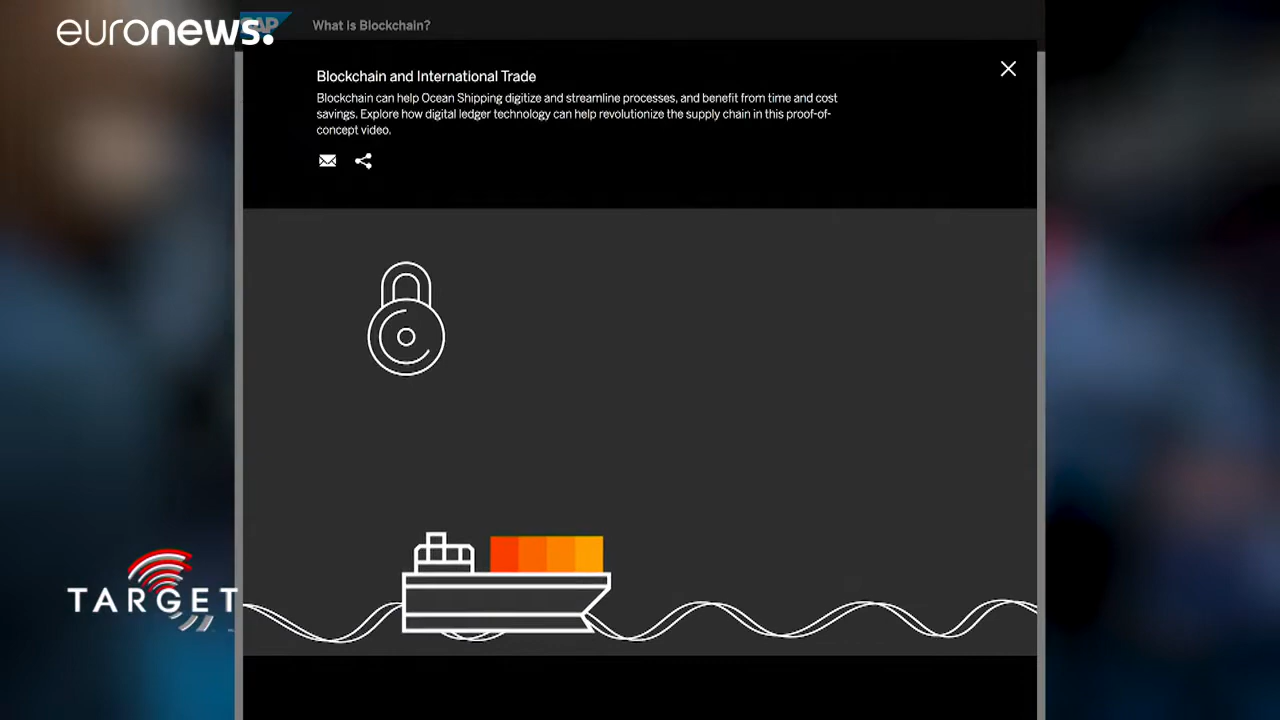 euronews.
SAP
What is Blockchain?
Blockchain and International Trade
Blockchain can help Ocean Shipping digitize and streamline processes, and benefit from time and cost
savings. Explore how digital ledger technology can help revolutionize the supply chain in this proof-of-
concept video.
TARGET